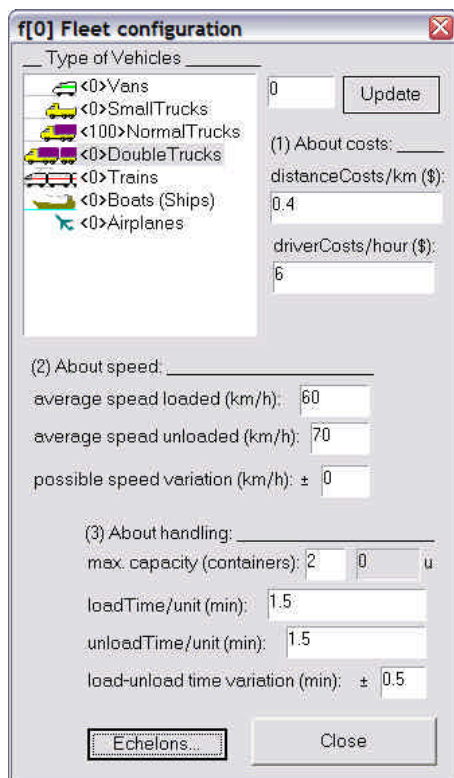 f[0] Fleet configuration
Type of Vehicles
<0>Vans
<0>SmallTrucks
<100>NormalTrucks
<0>DoubleTrucks
<0>Trains
<0>Boats (Ships)
<0>Airplanes
0
Update
(1) About costs:
distanceCosts/km ($):
0.4
driverCosts/hour ($):
6
(2) About speed:
average spead loaded (km/h): 60
average spead unloaded (km/h): 70
possible speed variation (km/h): ± 0
(3) About handling:
max. capacity (containers): 2 0 u
loadTime/unit (min): 1.5
unloadTime/unit (min): 1.5
load-unload time variation (min): ± 0.5
Echelons... Close